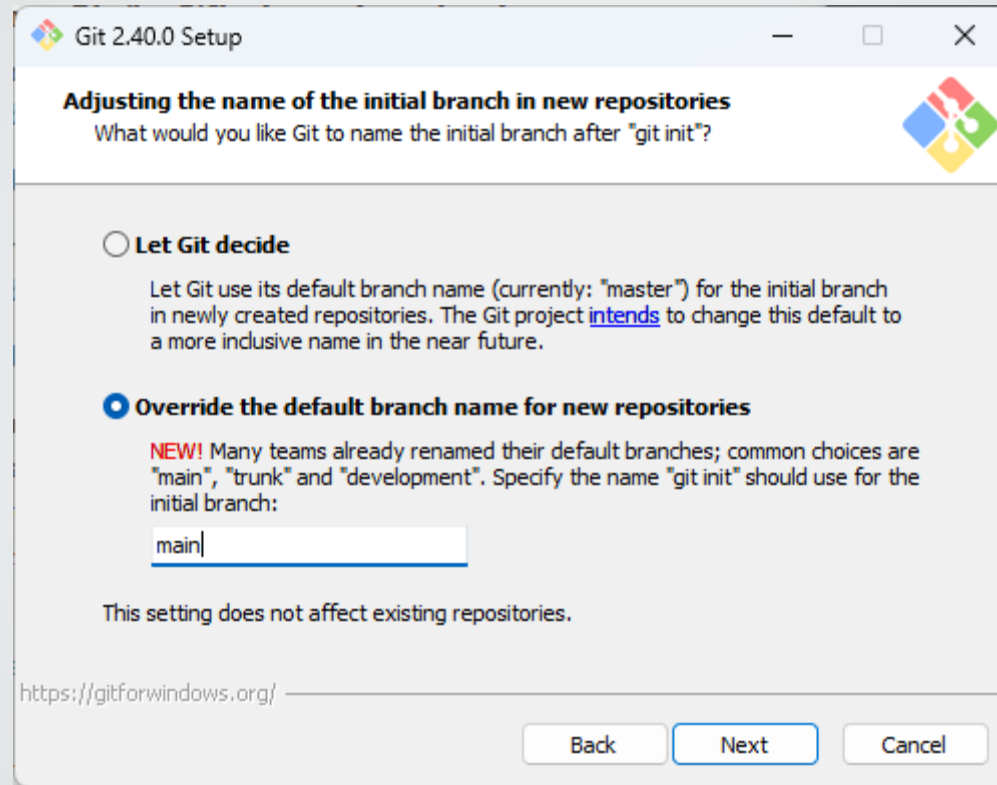 Git 2.40.0 Setup
Adjusting the name of the initial branch in new repositories
What would you like Git to name the initial branch after "git init"?
Let Git decide
Let Git use its default branch name (currently: "master") for the initial branch
in newly created repositories. The Git project intends to change this default to
a more inclusive name in the near future.
Override the default branch name for new repositories
NEW! Many teams already renamed their default branches; common choices are
"main", "trunk" and "development". Specify the name "git init" should use for the
initial branch:
main
This setting does not affect existing repositories.
https://gitforwindows.org/
Back Next Cancel